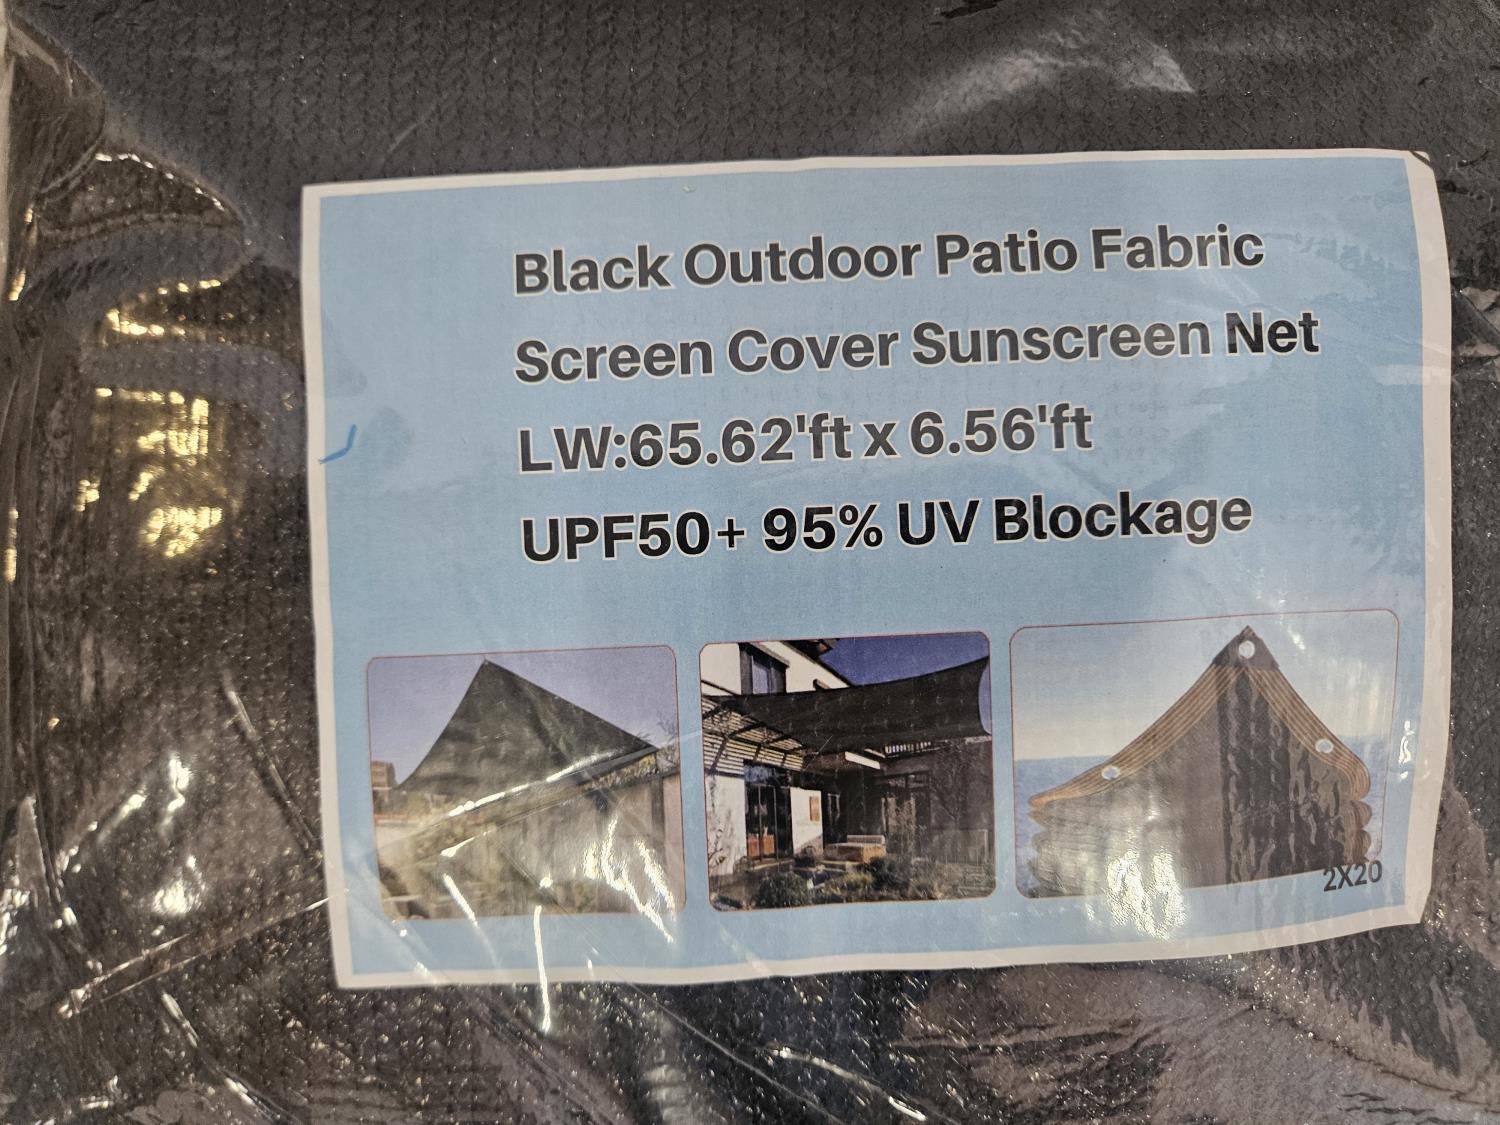 Black Outdoor Patio Fabric
Screen Cover Sunscreen Net
LW:65.62'ft x 6.56'ft
UPF50+ 95% UV Blockage
2X20